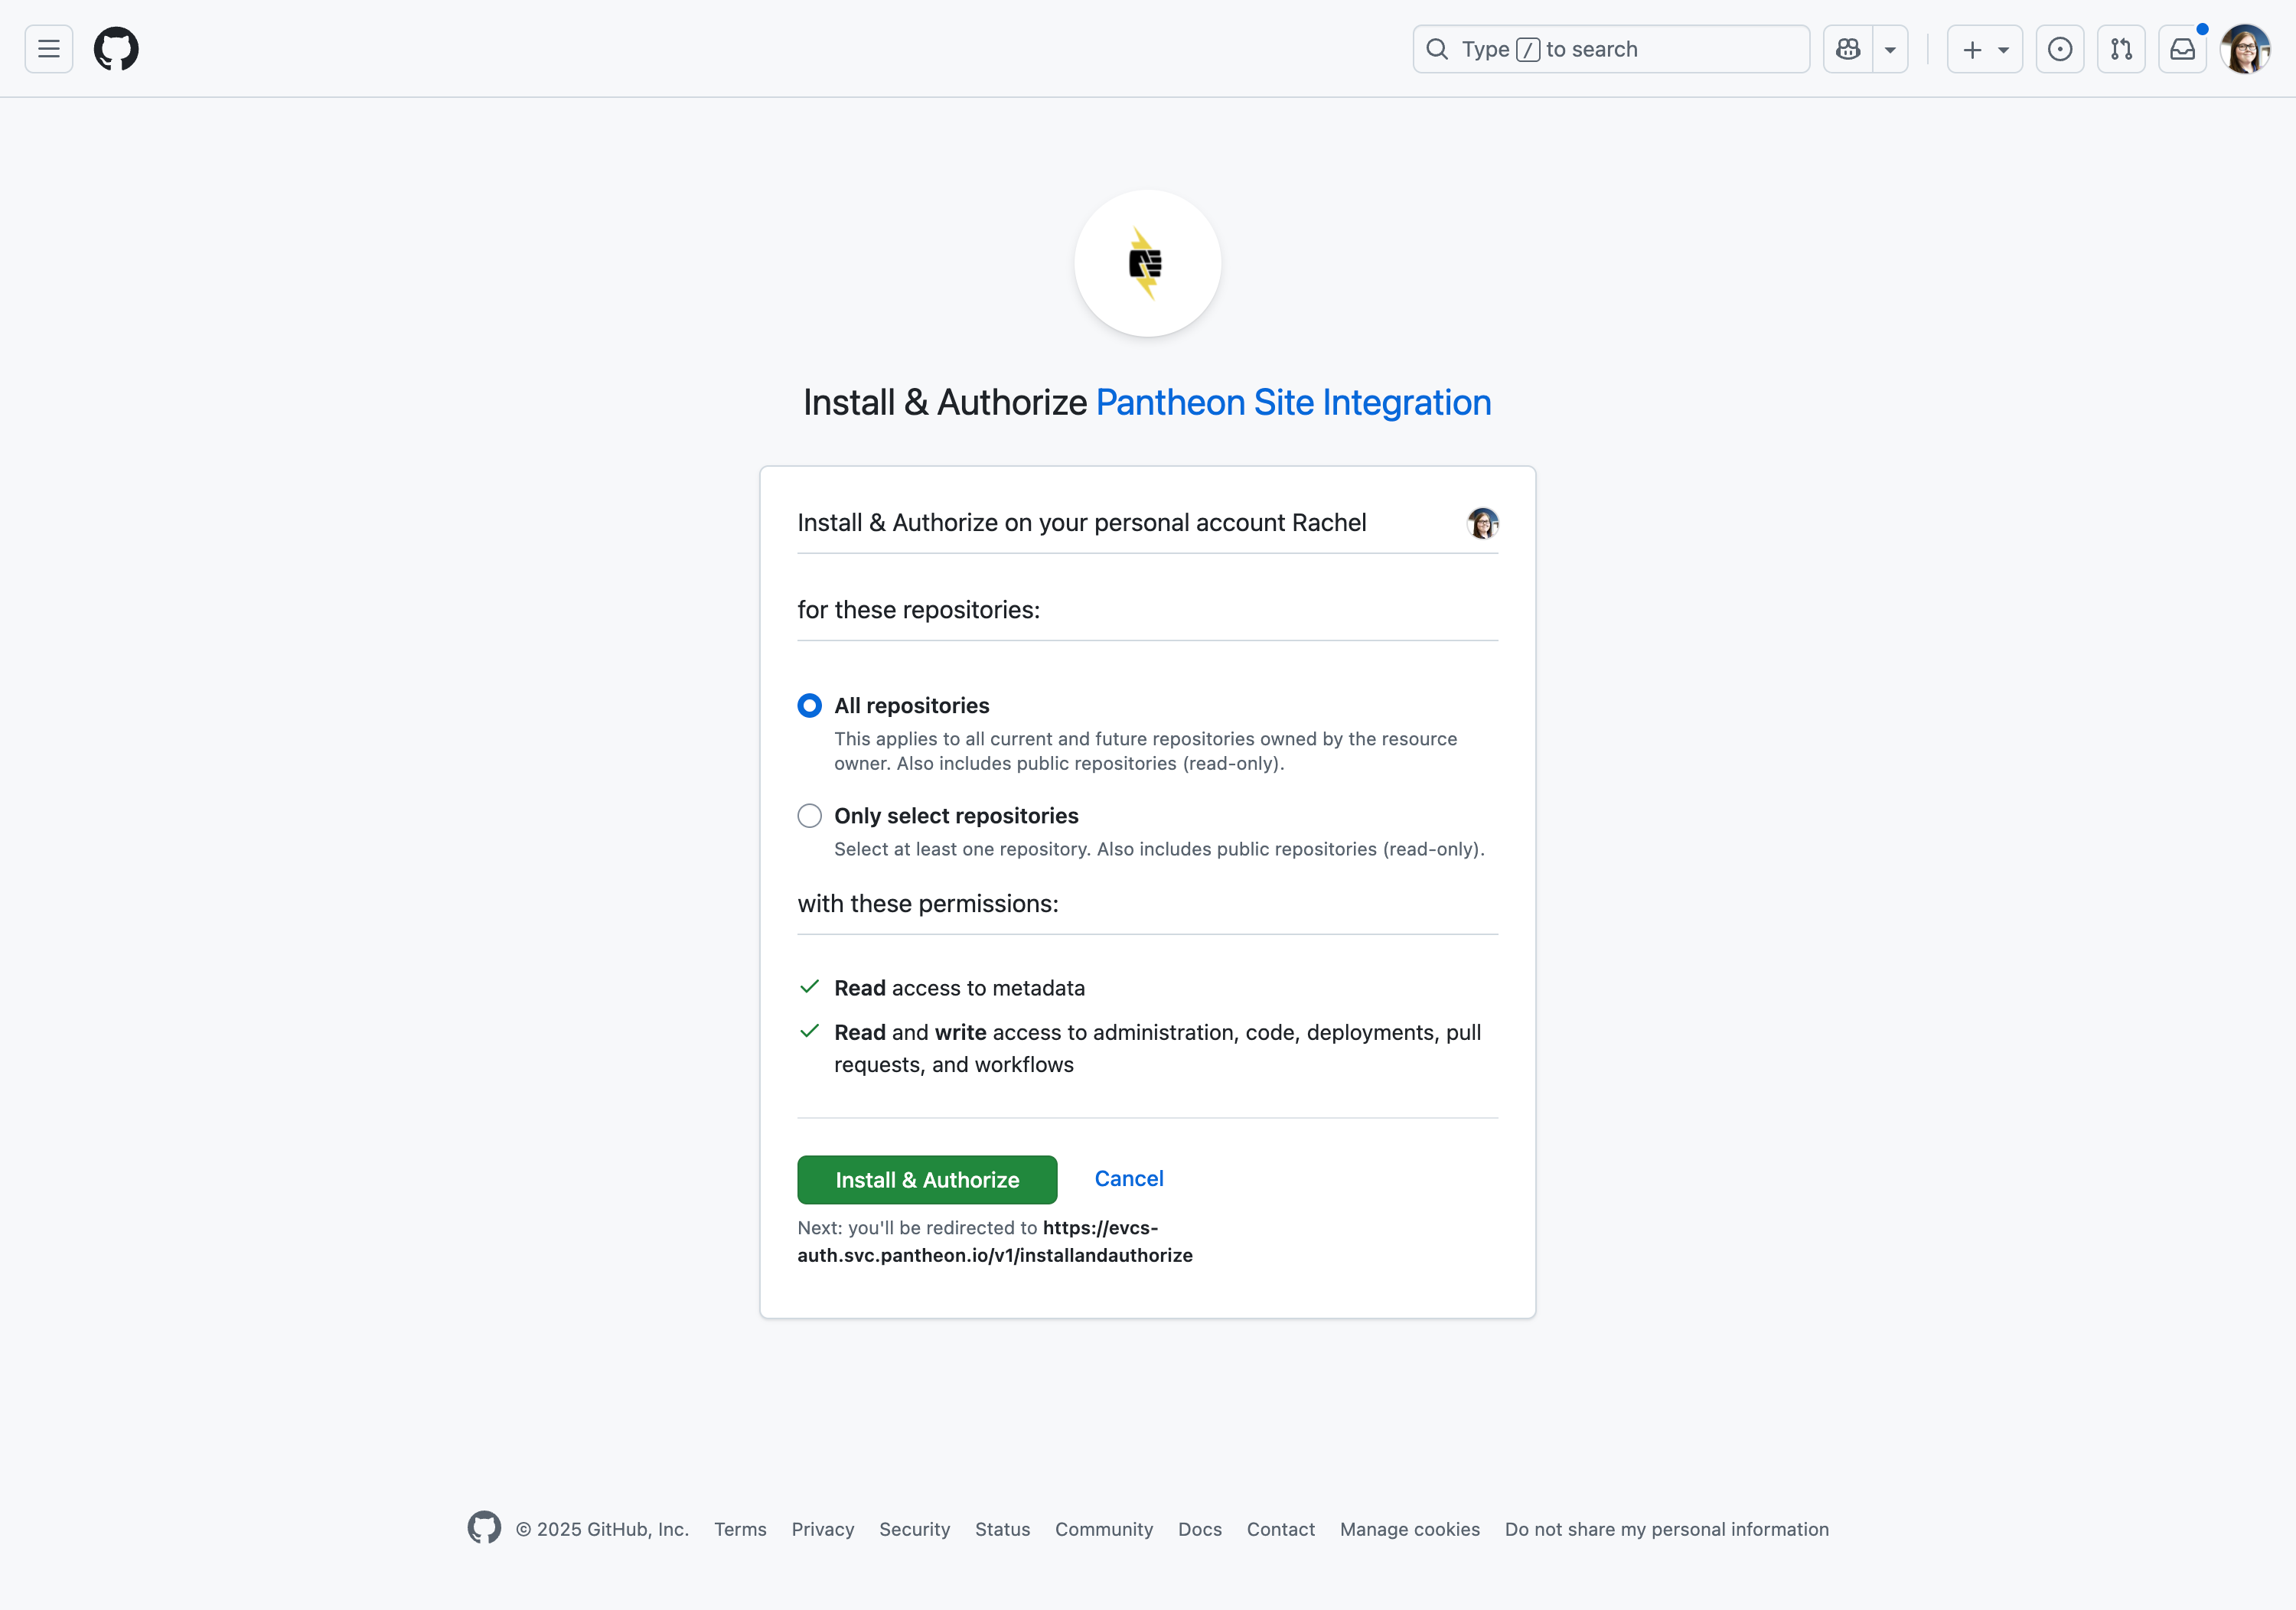 Type / to search
Install & Authorize Pantheon Site Integration
Install & Authorize on your personal account Rachel
for these repositories:
All repositories
This applies to all current and future repositories owned by the resource
owner. Also includes public repositories (read-only).
Only select repositories
Select at least one repository. Also includes public repositories (read-only).
with these permissions:
Read access to metadata
Read and write access to administration, code, deployments, pull
requests, and workflows
Install & Authorize Cancel
Next: you'll be redirected to https://evcs-
auth.svc.pantheon.io/v1/installandauthorize
© 2025 GitHub, Inc. Terms Privacy Security Status Community Docs Contact Manage cookies Do not share my personal information